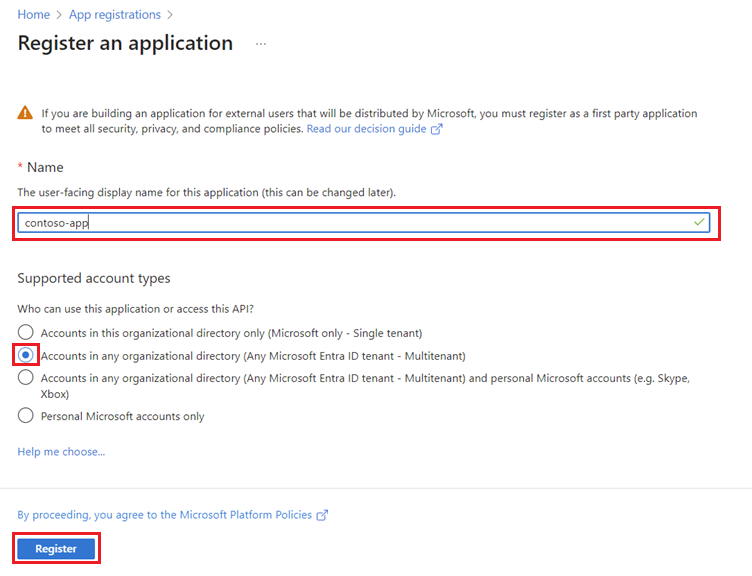 Home > App registrations >
Register an application ...
If you are building an application for external users that will be distributed by Microsoft, you must register as a first party application
to meet all security, privacy, and compliance policies. Read our decision guide
* Name
The user-facing display name for this application (this can be changed later).
contoso-app
Supported account types
Who can use this application or access this API?
Accounts in this organizational directory only (Microsoft only - Single tenant)
Accounts in any organizational directory (Any Microsoft Entra ID tenant - Multitenant)
Accounts in any organizational directory (Any Microsoft Entra ID tenant - Multitenant) and personal Microsoft accounts (e.g. Skype,
Xbox)
Personal Microsoft accounts only
Help me choose...
By proceeding, you agree to the Microsoft Platform Policies
Register